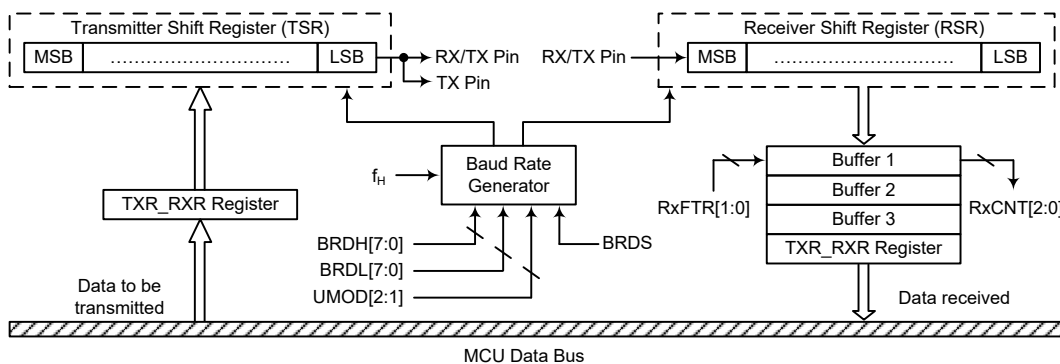 Transmitter Shift Register (TSR)
MSB
..............................
LSB
RX/TX Pin
TX Pin
Receiver Shift Register (RSR)
RX/TX Pin
MSB
..............................
LSB
Baud Rate
Generator
fH
BRDH[7:0]
BRDL[7:0]
UMOD[2:1]
BRDS
TXR_RXR Register
Data to be
transmitted
Buffer 1
Buffer 2
Buffer 3
TXR_RXR Register
RxFTR[1:0]
RxCNT[2:0]
Data received
MCU Data Bus